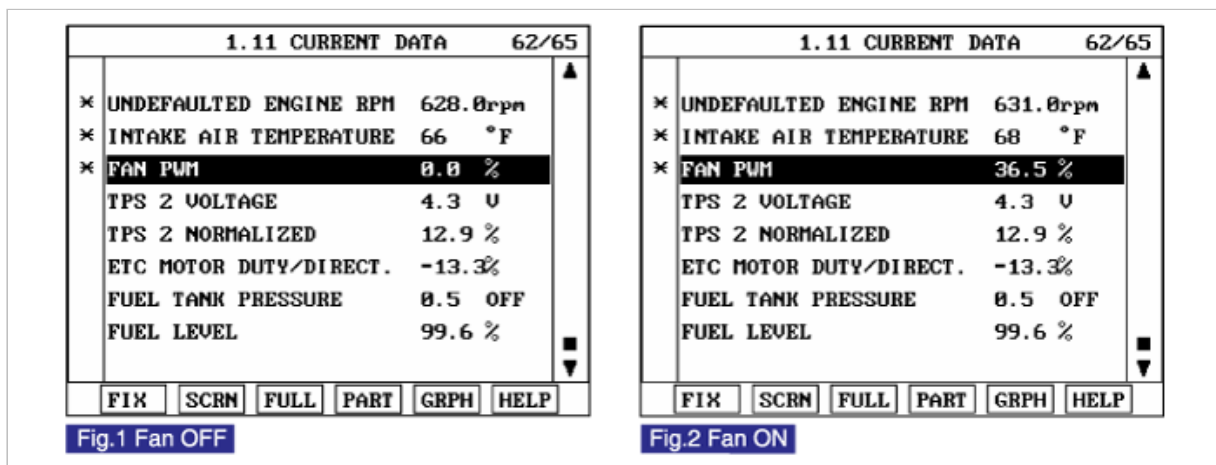 1.11 CURRENT DATA 62/65
* UNDEFAULTED ENGINE RPM 628.0rpm
* INTAKE AIR TEMPERATURE 66 °F
* FAN PWM 0.0 %
TPS 2 VOLTAGE 4.3 V
TPS 2 NORMALIZED 12.9 %
ETC MOTOR DUTY/DIRECT. -13.3%
FUEL TANK PRESSURE 0.5 OFF
FUEL LEVEL 99.6 %
FIX SCRN FULL PART GRPH HELP
Fig.1 Fan OFF
1.11 CURRENT DATA 62/65
* UNDEFAULTED ENGINE RPM 631.0rpm
* INTAKE AIR TEMPERATURE 68 °F
* FAN PWM 36.5 %
TPS 2 VOLTAGE 4.3 V
TPS 2 NORMALIZED 12.9 %
ETC MOTOR DUTY/DIRECT. -13.3%
FUEL TANK PRESSURE 0.5 OFF
FUEL LEVEL 99.6 %
FIX SCRN FULL PART GRPH HELP
Fig.2 Fan ON